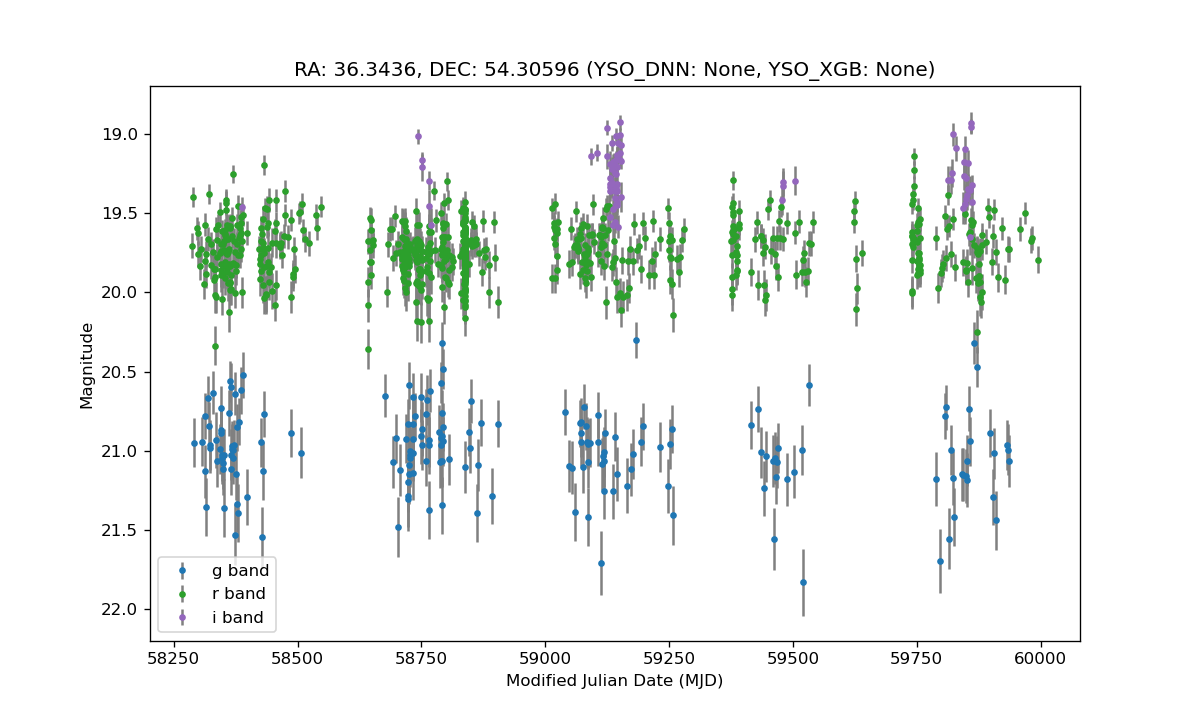 RA: 36.3436, DEC: 54.30596 (YSO_DNN: None, YSO_XGB: None)
19.0
19.5
20.0
20.5
21.0
21.5
22.0
Magnitude
g band
r band
i band
58250
58500
58750
59000
59250
59500
59750
60000
Modified Julian Date (MJD)